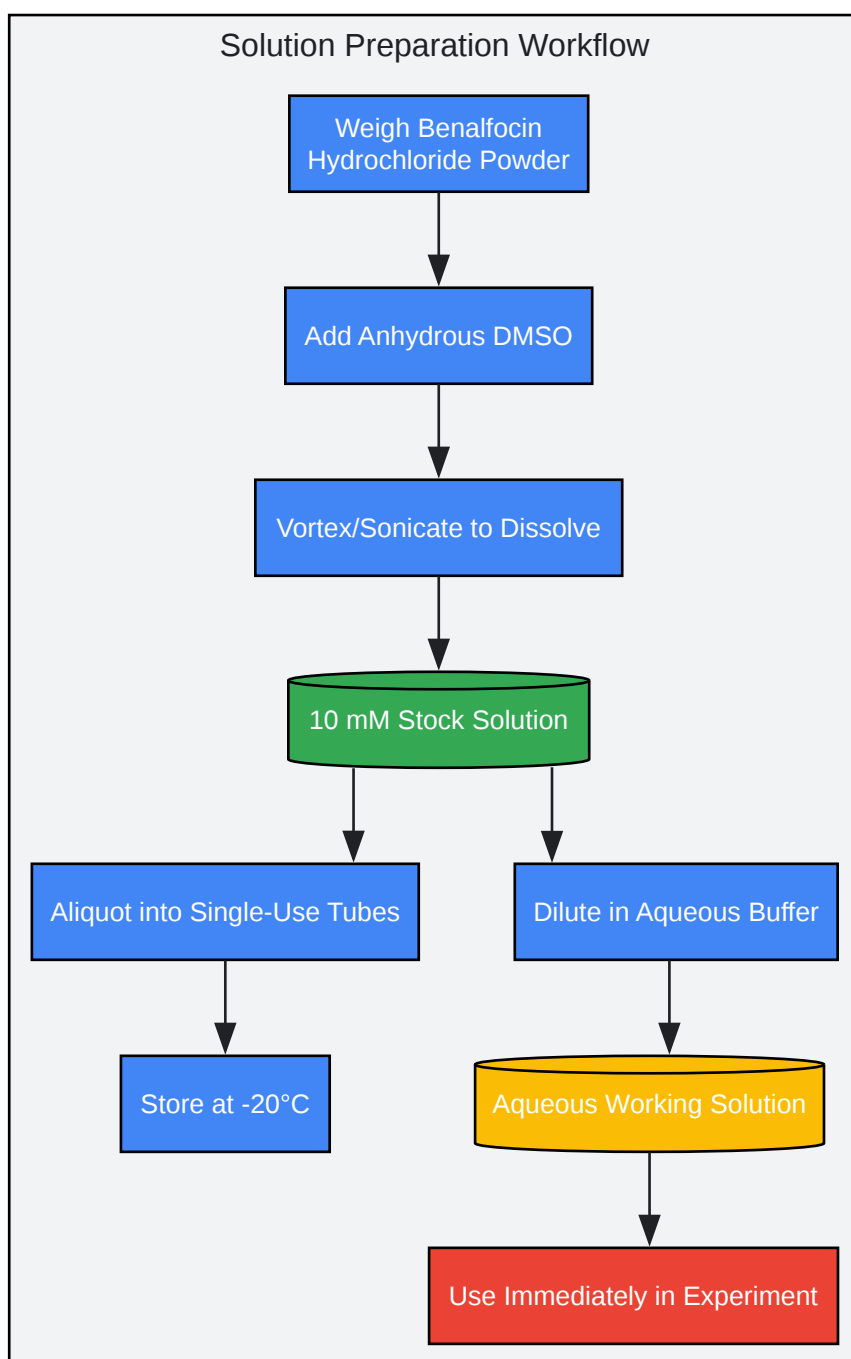 Solution Preparation Workflow
Weigh Benalfocin
Hydrochloride Powder
Add Anhydrous DMSO
Vortex/Sonicate to Dissolve
10 mM Stock Solution
Aliquot into Single-Use Tubes
Dilute in Aqueous Buffer
Store at -20°C
Aqueous Working Solution
Use Immediately in Experiment